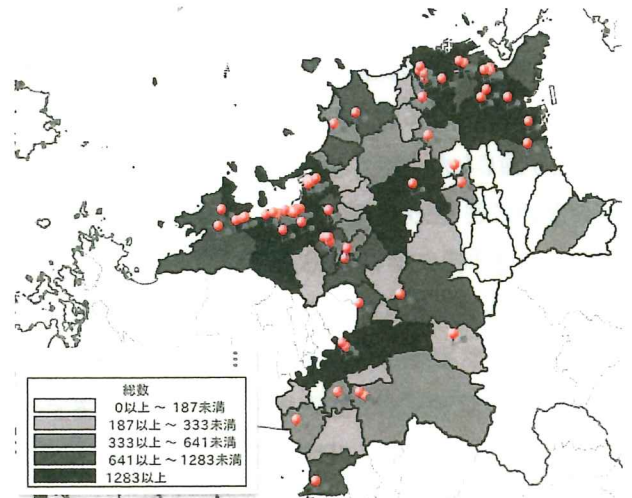 総数
0以上 ～ 187未満
187以上 ～ 333未満
333以上 ～ 641未満
641以上 ～ 1283未満
1283以上